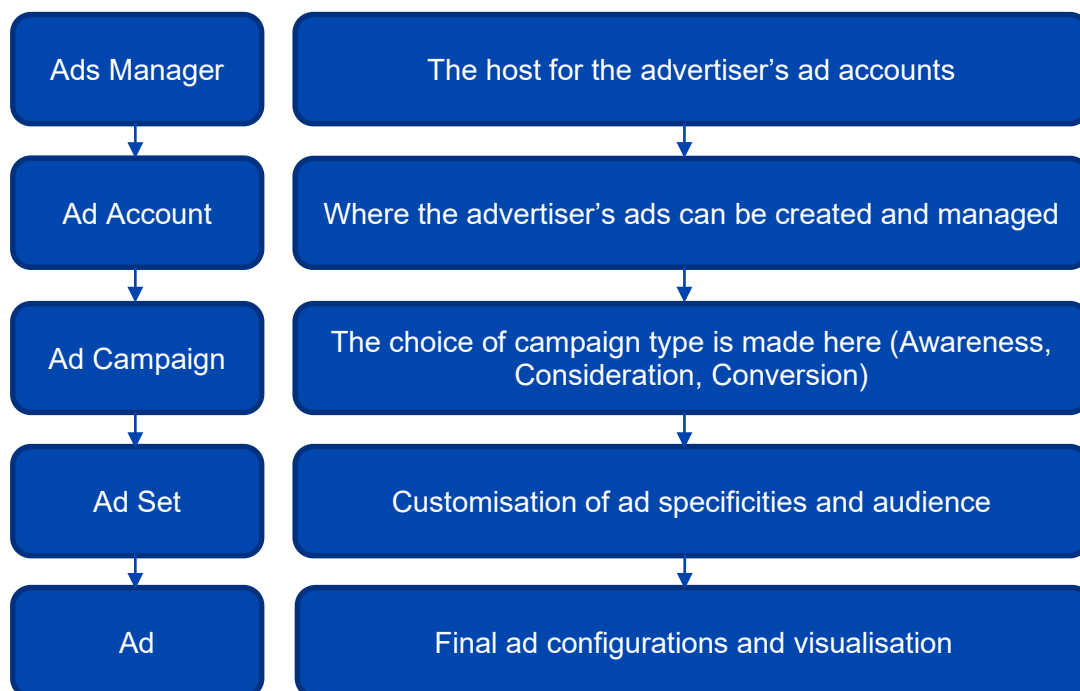 Ads Manager
The host for the advertiser’s ad accounts
Ad Account
Where the advertiser’s ads can be created and managed
Ad Campaign
The choice of campaign type is made here (Awareness,
Consideration, Conversion)
Ad Set
Customisation of ad specificities and audience
Ad
Final ad configurations and visualisation